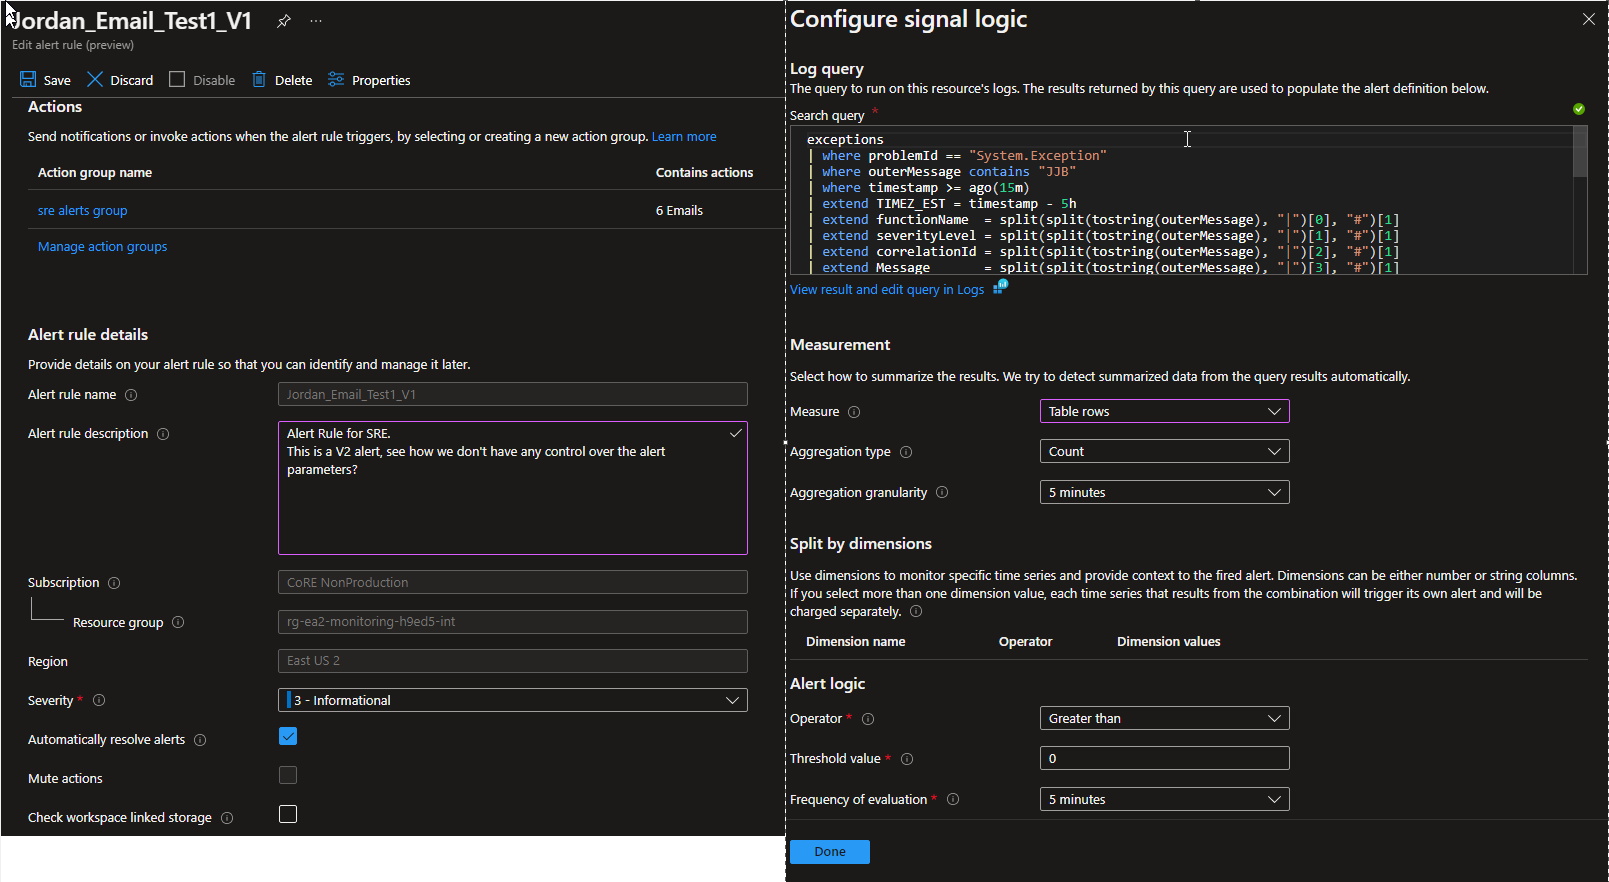 Jordan_Email_Test1_V1
...
Edit alert rule (preview)
Save Discard Disable Delete Properties
Actions
Send notifications or invoke actions when the alert rule triggers, by selecting or creating a new action group. Learn more
Action group name Contains actions
sre alerts group 6 Emails
Manage action groups
Alert rule details
Provide details on your alert rule so that you can identify and manage it later.
Alert rule name Jordan_Email_Test1_V1
Alert rule description Alert Rule for SRE.
This is a V2 alert, see how we don't have any control over the alert
parameters?
Subscription CoRE NonProduction
Resource group rg-ea2-monitoring-h9ed5-int
Region East US 2
Severity * 3 - Informational
Automatically resolve alerts
Mute actions
Check workspace linked storage
Configure signal logic
Log query
The query to run on this resource's logs. The results returned by this query are used to populate the alert definition below.
Search query *
exceptions
| where problemId == "System.Exception"
| where outerMessage contains "JJB"
| where timestamp >= ago(15m)
| extend TIMEZ_EST = timestamp - 5h
| extend functionName = split(split(tostring(outerMessage), "|")[0], "#")[1]
| extend severityLevel = split(split(tostring(outerMessage), "|")[1], "#")[1]
| extend correlationId = split(split(tostring(outerMessage), "|")[2], "#")[1]
| extend Message = split(split(tostring(outerMessage), "|")[3], "#")[1]
View result and edit query in Logs
Measurement
Select how to summarize the results. We try to detect summarized data from the query results automatically.
Measure Table rows
Aggregation type Count
Aggregation granularity 5 minutes
Split by dimensions
Use dimensions to monitor specific time series and provide context to the fired alert. Dimensions can be either number or string columns.
If you select more than one dimension value, each time series that results from the combination will trigger its own alert and will be
charged separately.
Dimension name Operator Dimension values
Alert logic
Operator * Greater than
Threshold value * 0
Frequency of evaluation * 5 minutes
Done